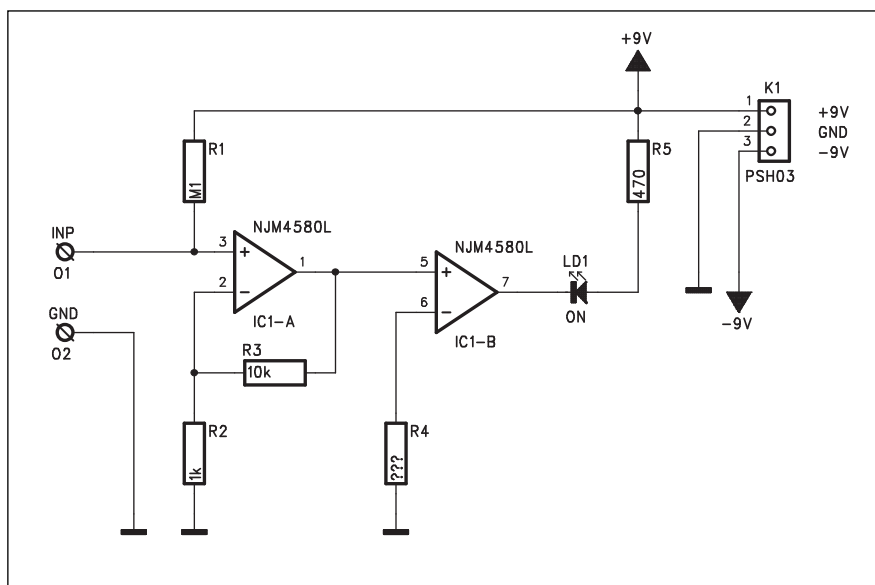 +9V
K1
1
2
3
+9V
GND
-9V
PSH03
R1
M1
R5
470
INP
O1
NJM4580L
3
+
2
−
1
IC1-A
NJM4580L
5
+
6
−
7
IC1-B
LD1
ON
-9V
GND
O2
R3
10k
R2
1k
R4
???